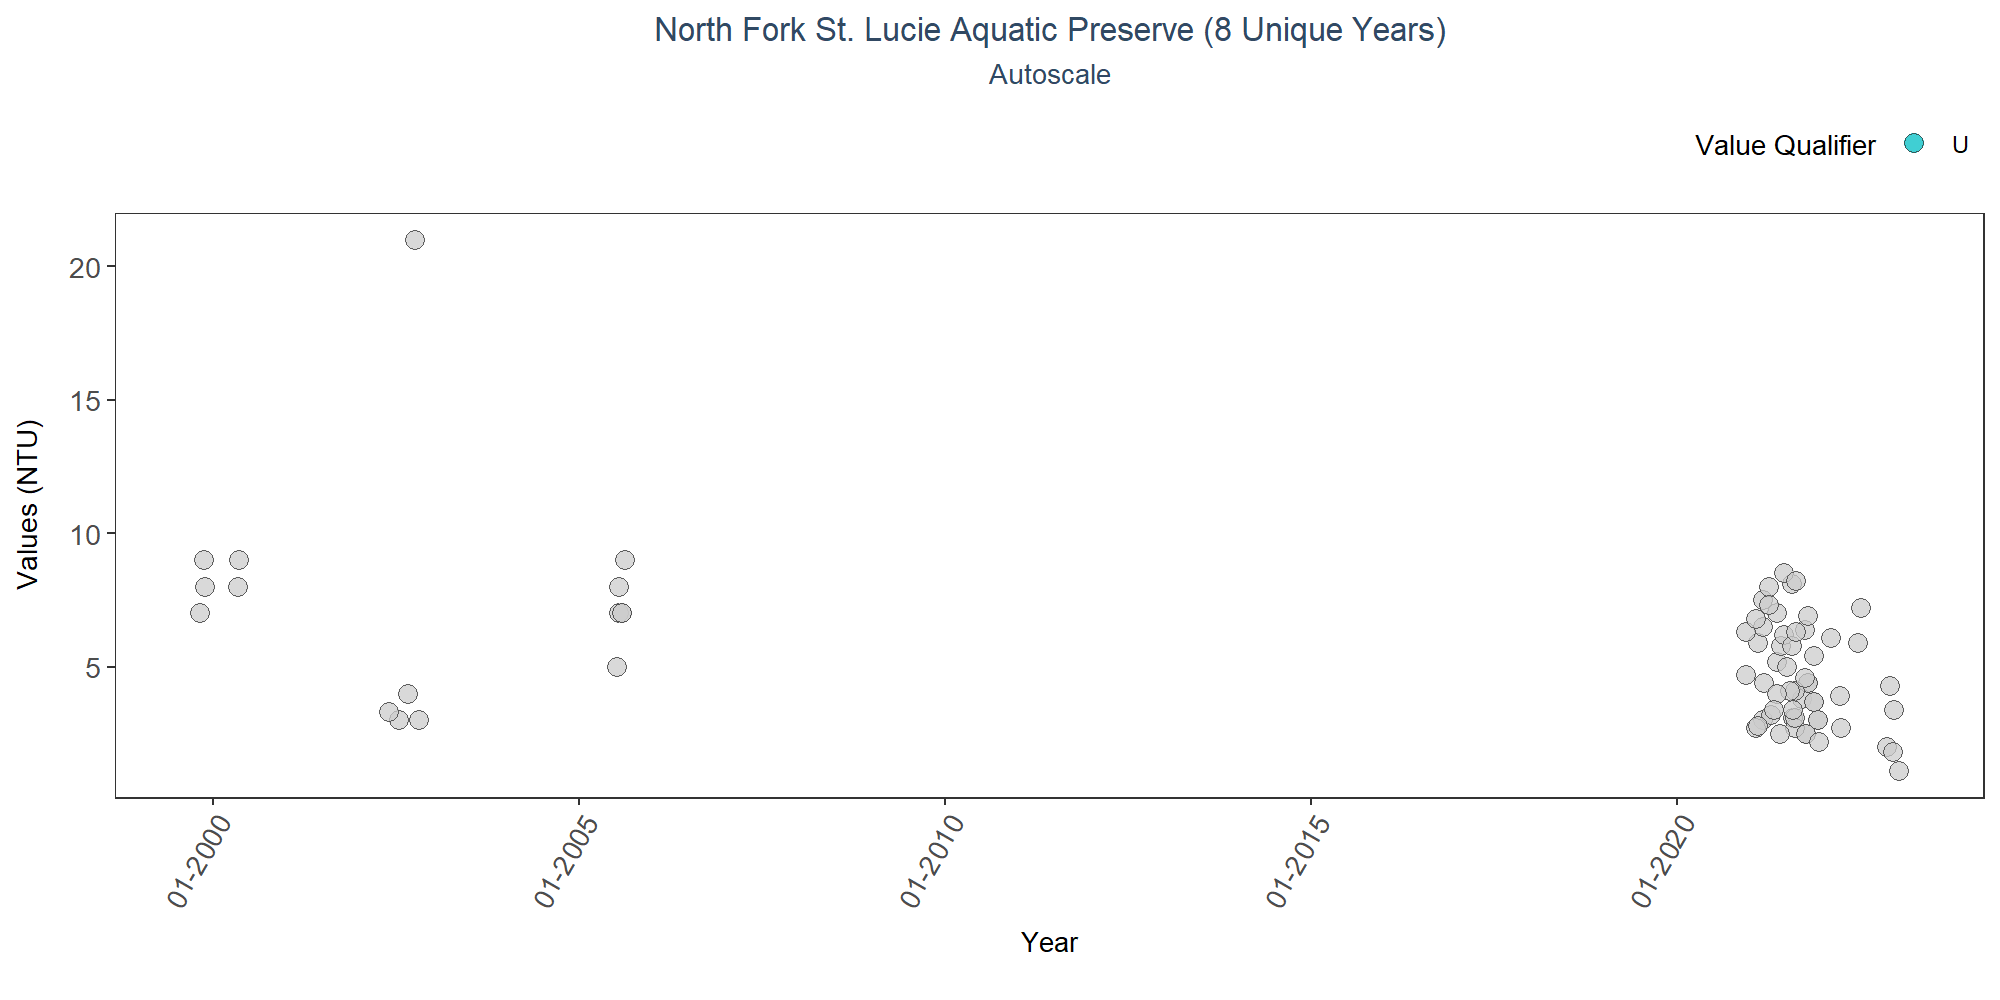 North Fork St. Lucie Aquatic Preserve (8 Unique Years)
Autoscale
Value Qualifier U
Values (NTU)
20
15
10
5
01-2000 01-2005 01-2010 01-2015 01-2020
Year